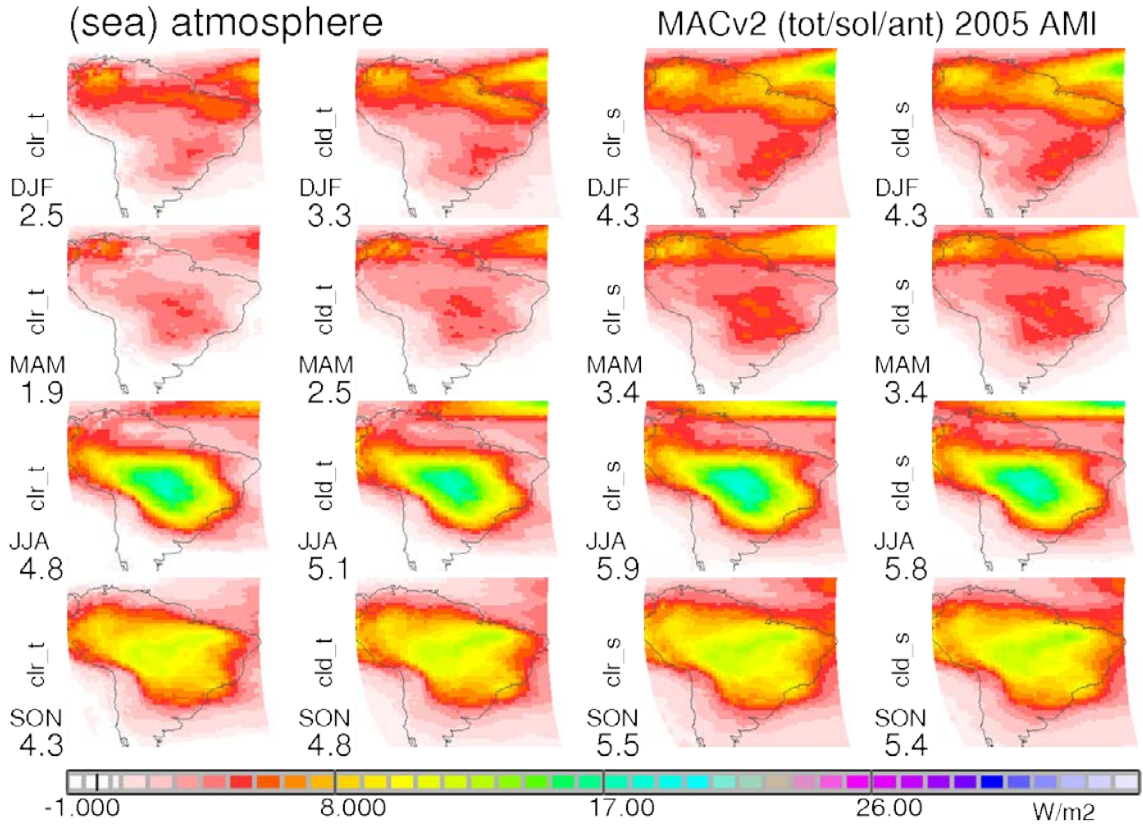 (sea) atmosphere MACv2 (tot/sol/ant) 2005 AMI
clr_t cld_t clr_s cld_s
DJF DJF DJF DJF
2.5 3.3 4.3 4.3
clr_t cld_t clr_s cld_s
MAM MAM MAM MAM
1.9 2.5 3.4 3.4
clr_t cld_t clr_s cld_s
JJA JJA JJA JJA
4.8 5.1 5.9 5.8
clr_t cld_t clr_s cld_s
SON SON SON SON
4.3 4.8 5.5 5.4
-1.000 8.000 17.00 26.00 W/m2